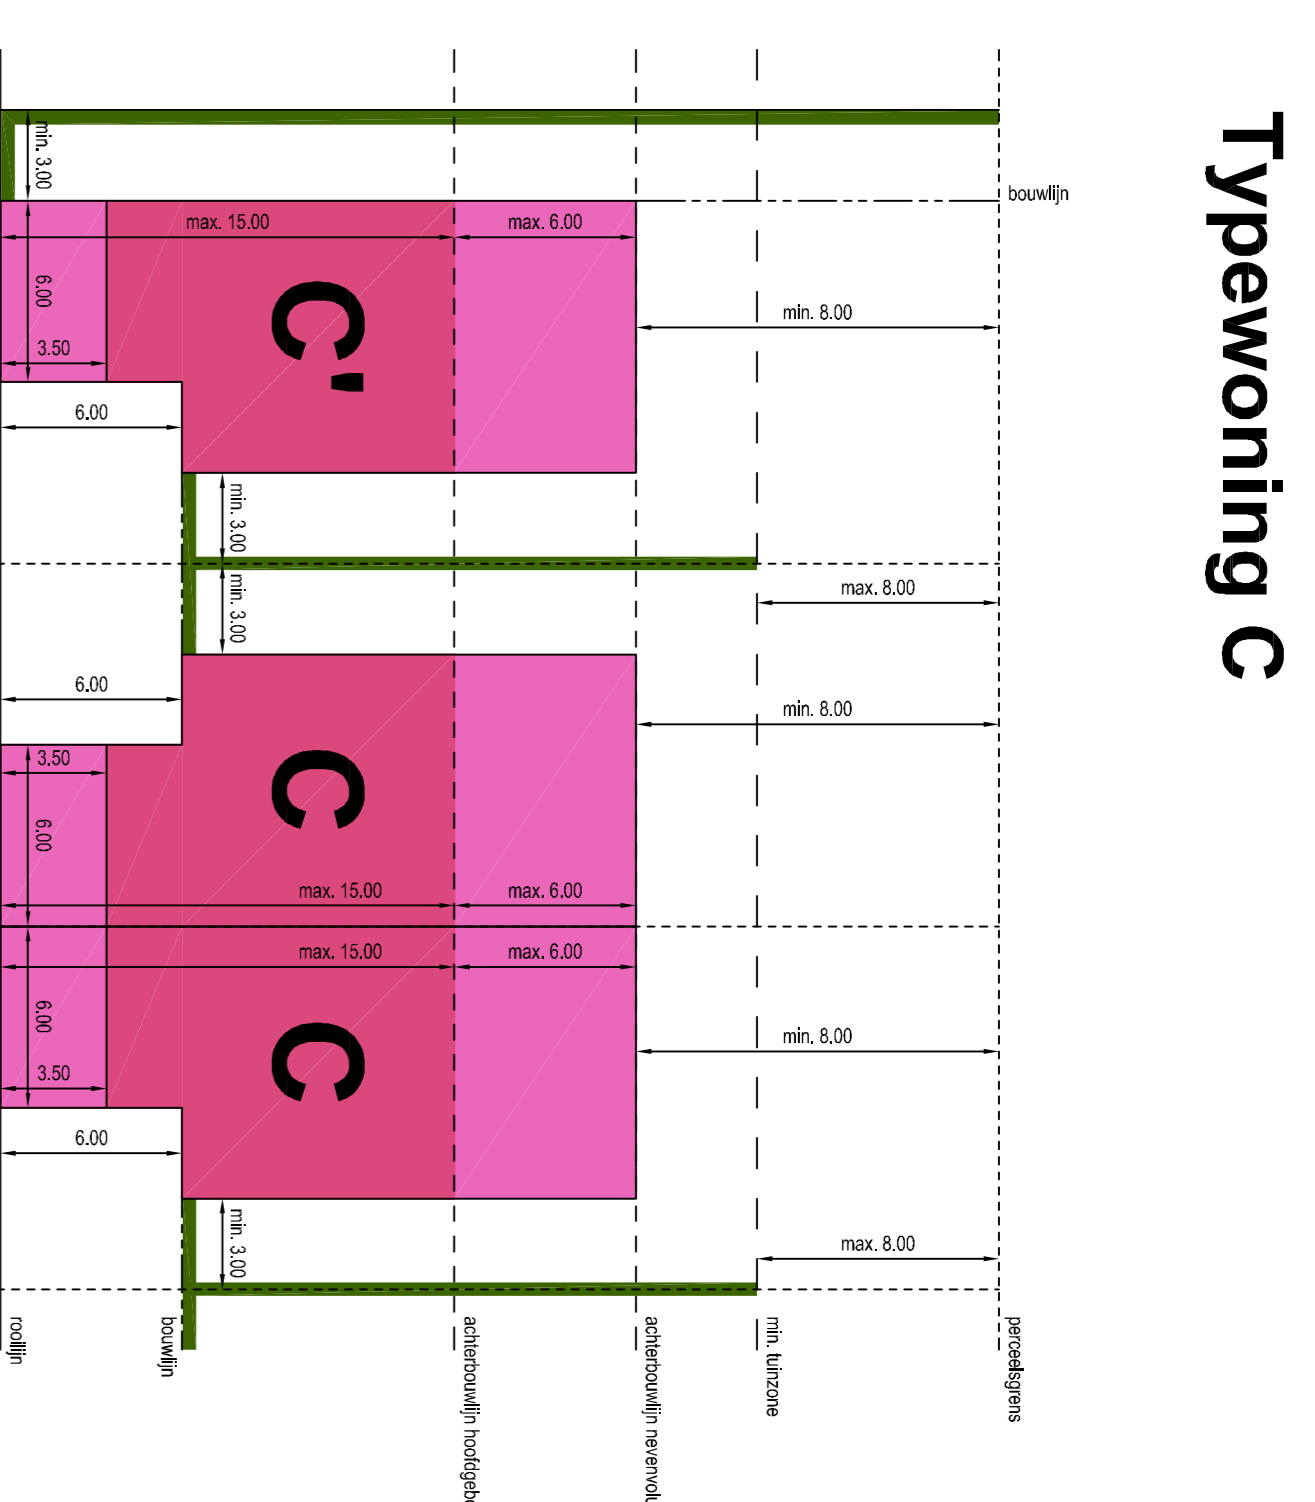 Typewoning C
bouwlijn
min. 3.00
max. 15.00
max. 6.00
6.00
3.50
C'
min. 8.00
6.00
min. 3.00
min. 3.00
max. 8.00
6.00
min. 8.00
3.50
6.00
C
max. 15.00
max. 6.00
max. 15.00
max. 6.00
6.00
3.50
C
min. 8.00
6.00
min. 3.00
max. 8.00
rooilijn
bouwlijn
achterbouwlijn
achterbouwlijn
min. tuinzone
perceelsgrens